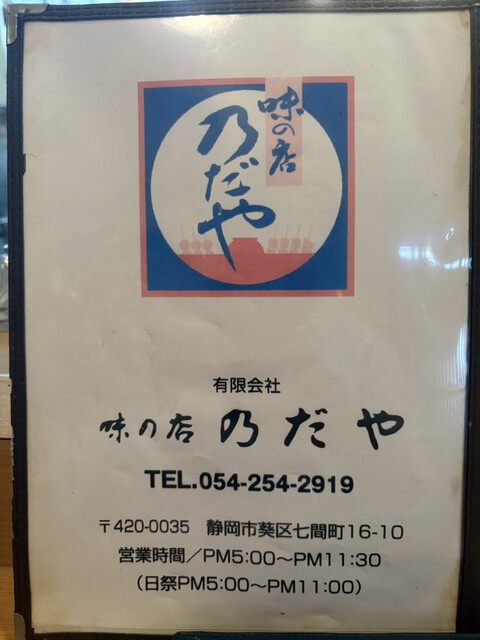 味の店
乃だや
有限会社
味の店 乃だや
TEL.054-254-2919
〒420-0035 静岡市葵区七間町16-10
営業時間／PM5:00～PM11:30
（日祭PM5:00～PM11:00）